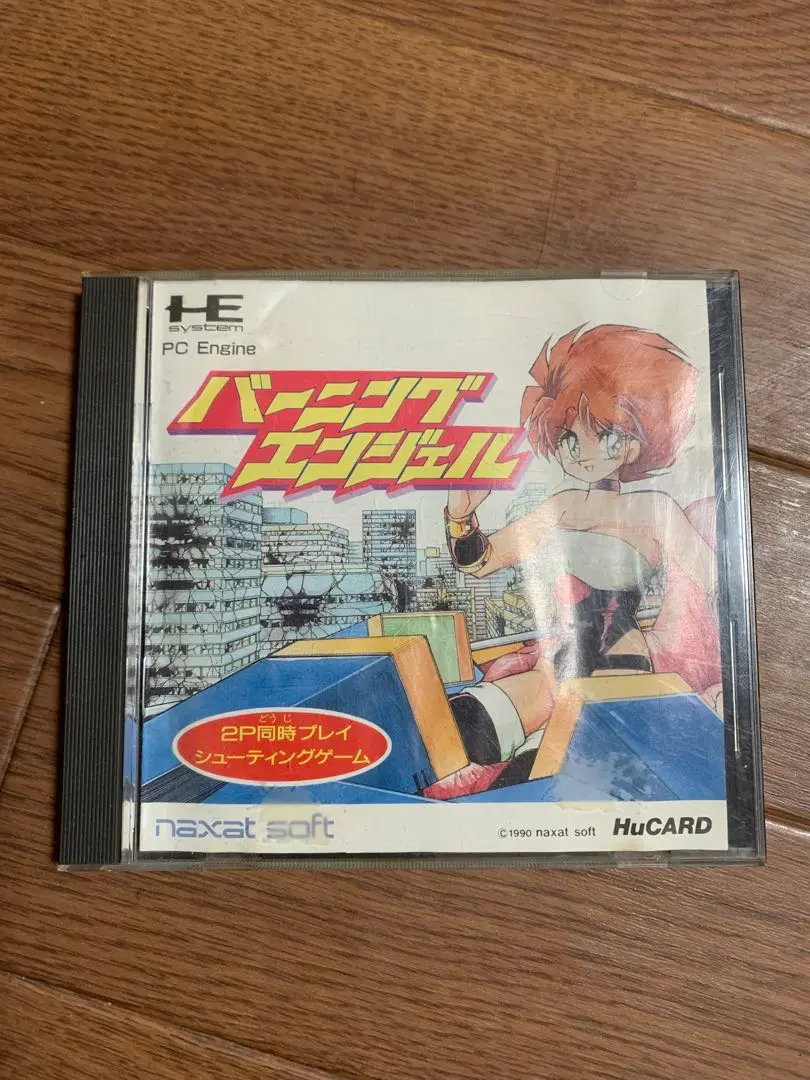 HE
system
PC Engine
バーニング
エンジェル
どうじ
2P同時プレイ
シューティングゲーム
naxat soft
©1990 naxat soft
HuCARD